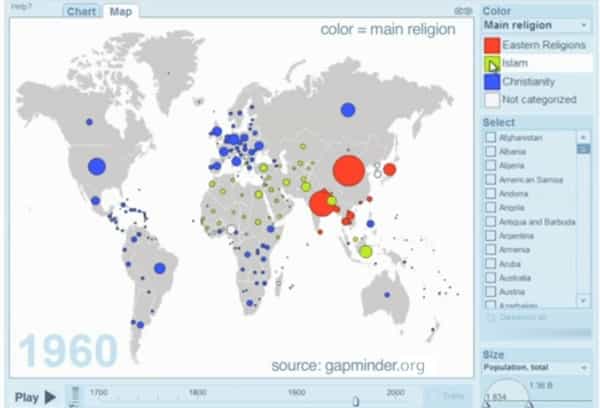 Help?
Chart
Map
color = main religion
1960
source: gapminder.org
Play
1700
1800
1900
2000
Trails
Color
Main religion
Eastern Religions
Islam
Christianity
Not categorized
Select
Afghanistan
Albania
Algeria
American Samoa
Andorra
Angola
Antigua and Barbuda
Argentina
Armenia
Aruba
Australia
Austria
Azerbaijan
Deselect all
Size
Population, total
1 834